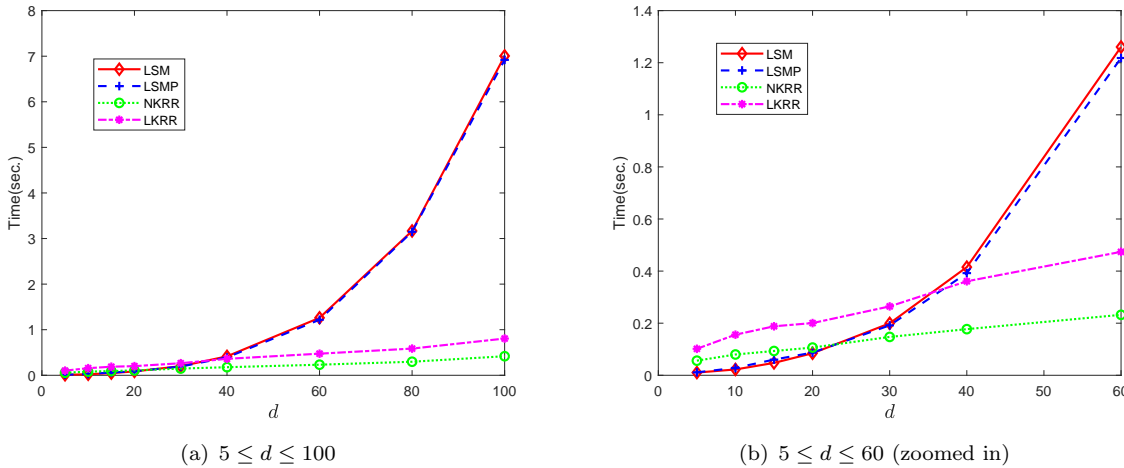 8
7
6
5
4
3
2
1
0
Time(sec.)
LSM
LSMP
NKRR
LKRR
0 20 40 60 80 100
d
(a) 5 ≤ d ≤ 100
1.4
1.2
1
0.8
0.6
0.4
0.2
0
Time(sec.)
LSM
LSMP
NKRR
LKRR
0 10 20 30 40 50 60
d
(b) 5 ≤ d ≤ 60 (zoomed in)